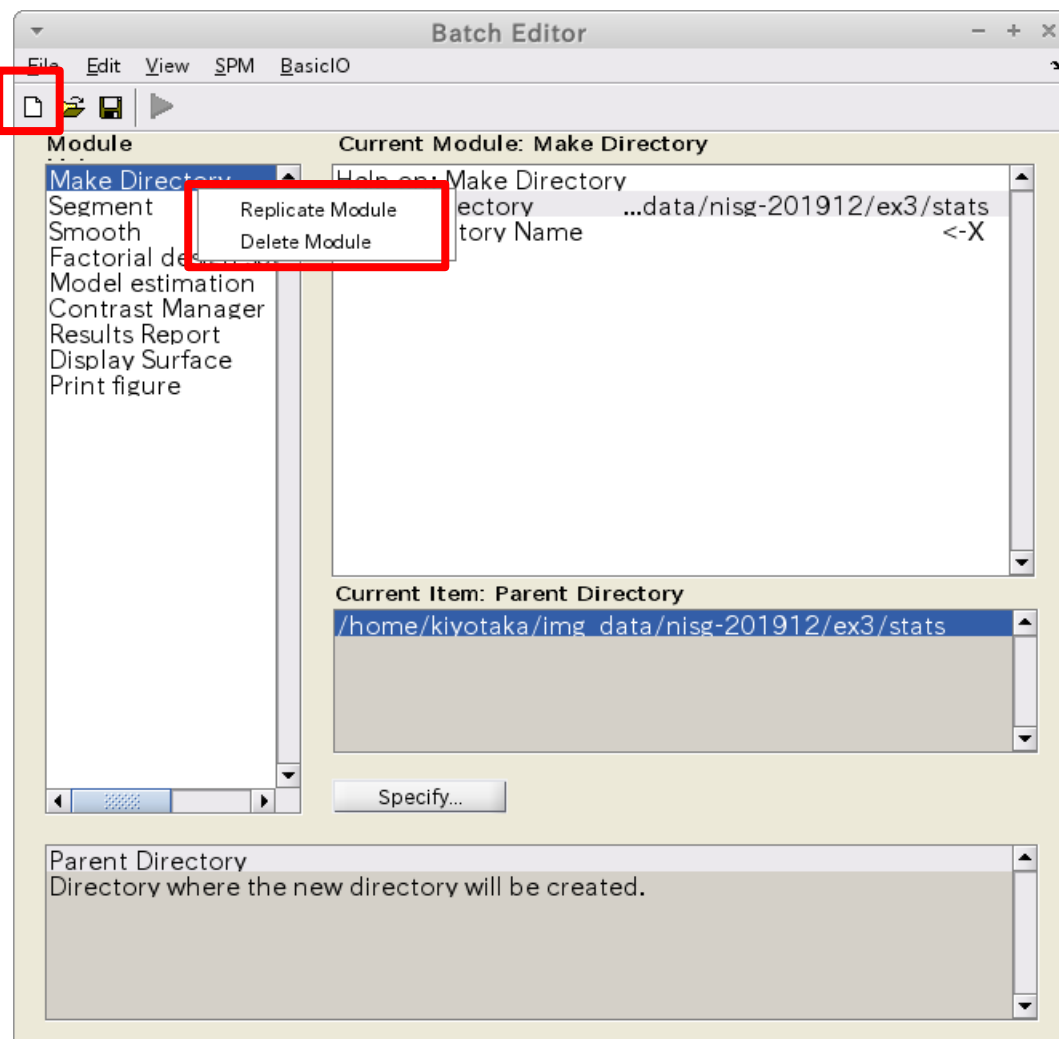 Batch Editor
File Edit View SPM BasicIO
Module
Current Module: Make Directory
Make Directory
Segment
Smooth
Factorial
Model estimation
Contrast Manager
Results Report
Display Surface
Print figure
Replicate Module
Delete Module
Help on: Make Directory
ectory ...data/nisg-201912/ex3/stats
tory Name <-X
Current Item: Parent Directory
/home/kiyotaka/img_data/nisg-201912/ex3/stats
Specify...
Parent Directory
Directory where the new directory will be created.